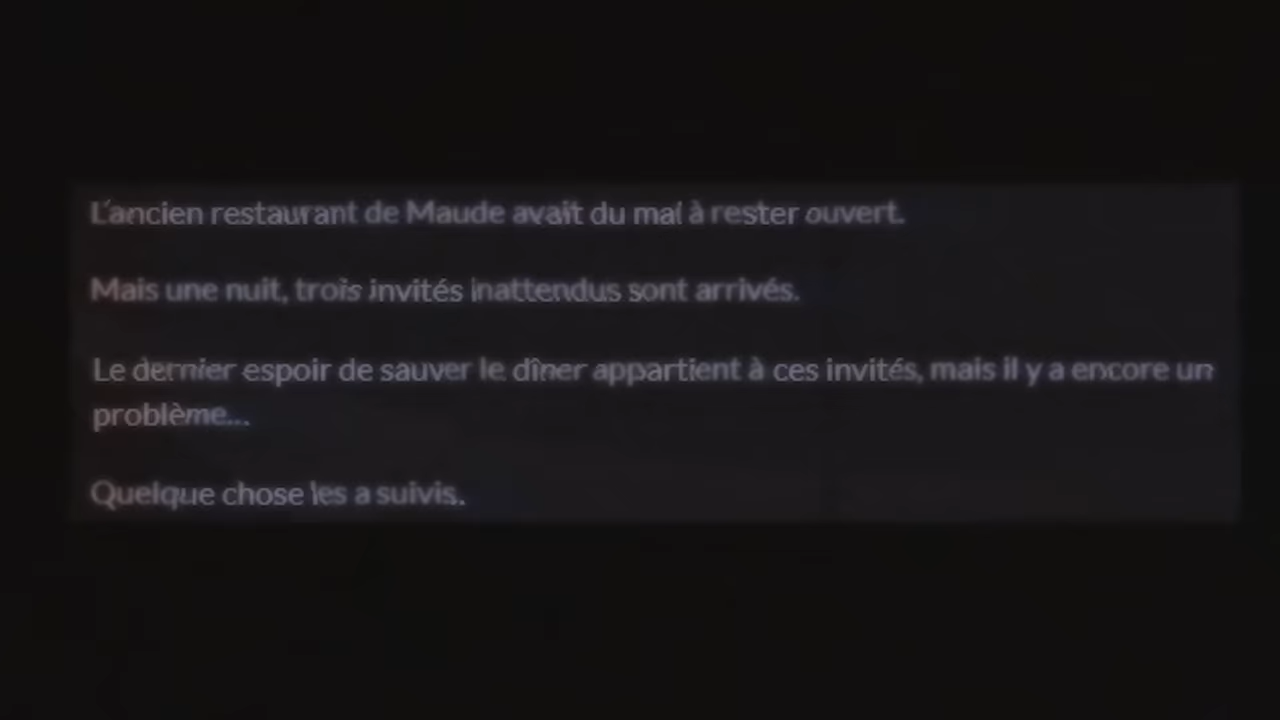 L'ancien restaurant de Maude avait du mal à rester ouvert.
Mais une nuit, trois invités inattendus sont arrivés.
Le dernier espoir de sauver le dîner appartient à ces invités, mais il y a encore un
problème...
Quelque chose les a suivis.